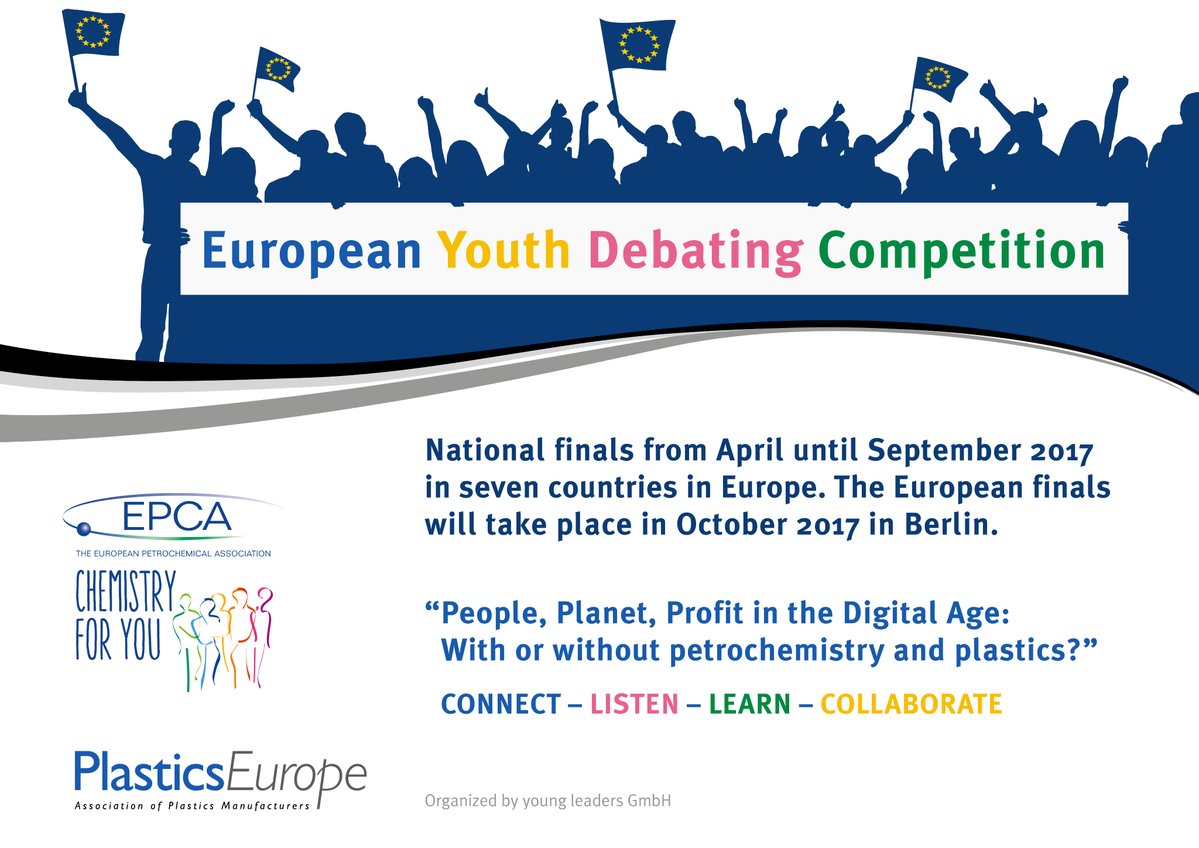 European Youth Debating Competition
National finals from April until September 2017
in seven countries in Europe. The European finals
will take place in October 2017 in Berlin.
EPCA
THE EUROPEAN PETROCHEMICAL ASSOCIATION
CHEMISTRY
FOR YOU
“People, Planet, Profit in the Digital Age:
With or without petrochemistry and plastics?”
CONNECT – LISTEN – LEARN – COLLABORATE
PlasticsEurope
Association of Plastics Manufacturers
Organized by young leaders GmbH